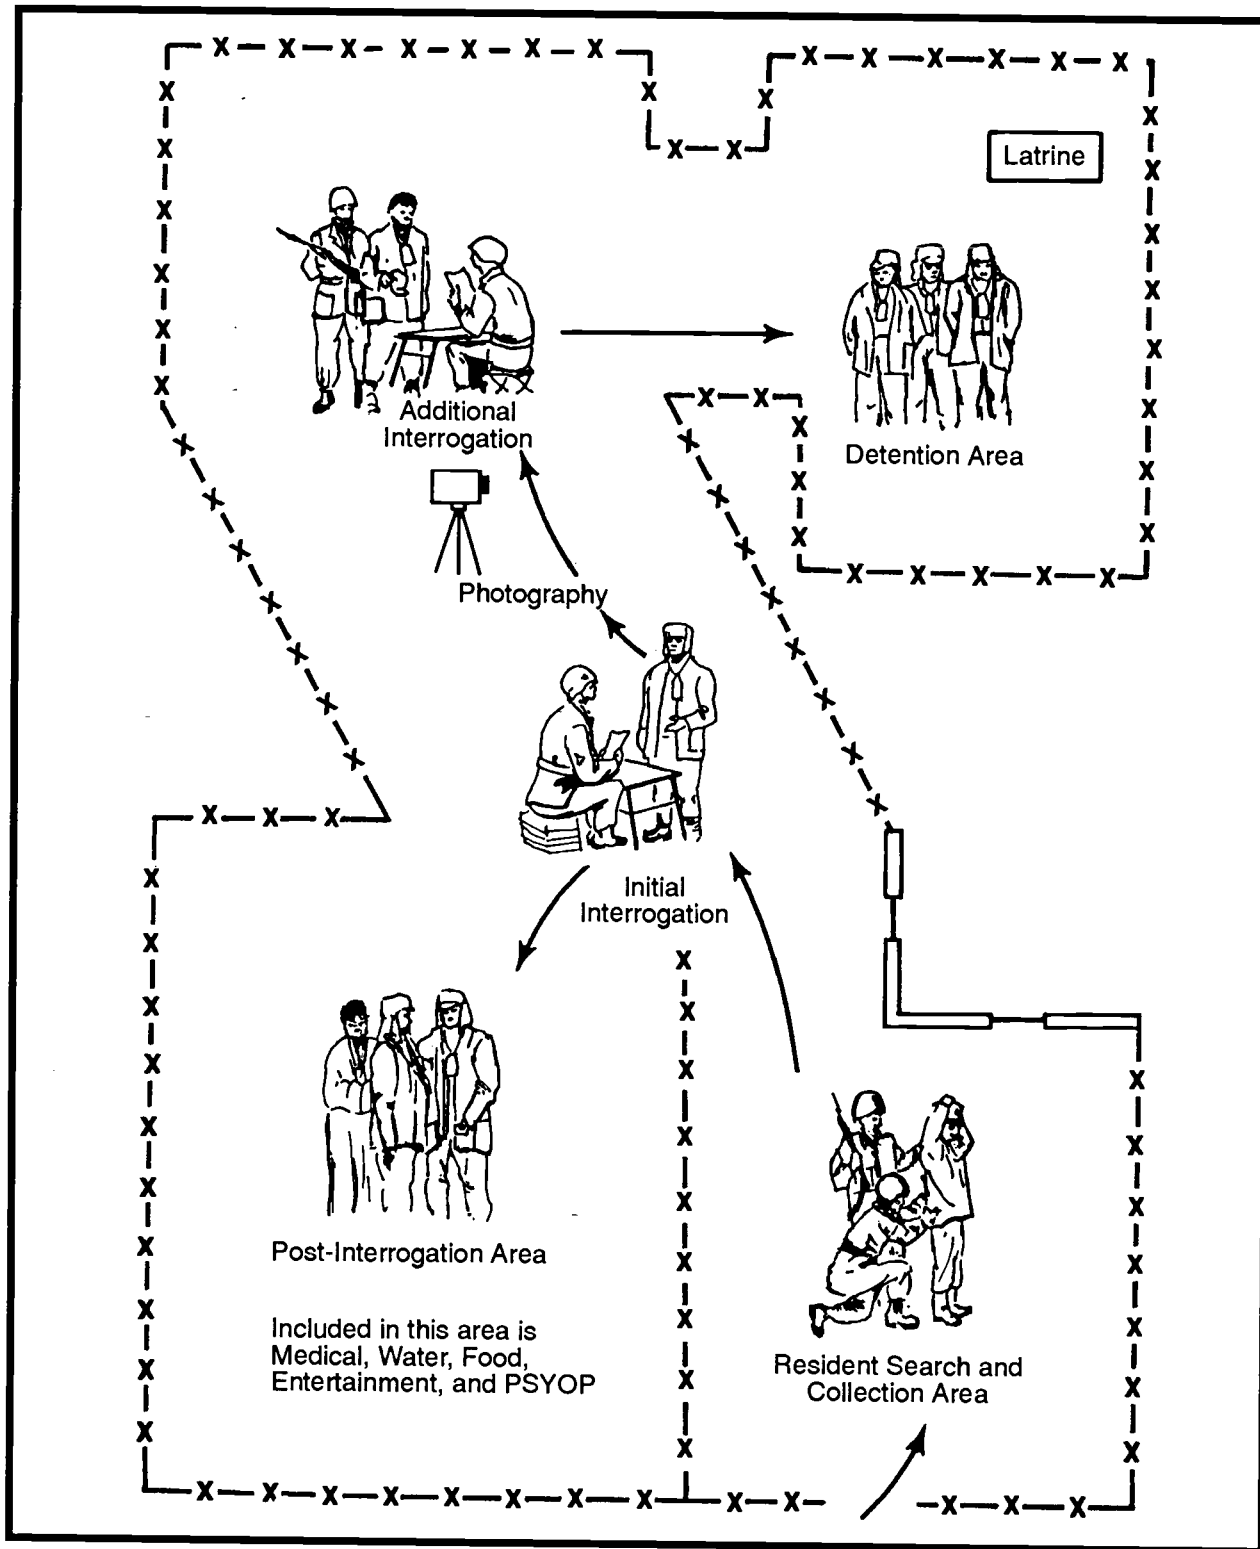 Latrine
Additional
Interrogation
Detention Area
Photography
Initial
Interrogation
Post-Interrogation Area
Included in this area is
Medical, Water, Food,
Entertainment, and PSYOP
Resident Search and
Collection Area